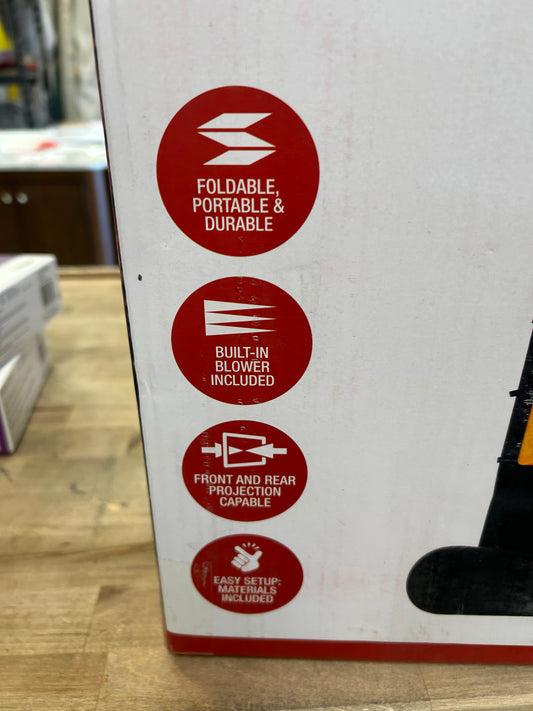 FOLDABLE,
PORTABLE &
DURABLE
BUILT-IN
BLOWER
INCLUDED
FRONT AND REAR
PROJECTION
CAPABLE
EASY SETUP:
MATERIALS
INCLUDED